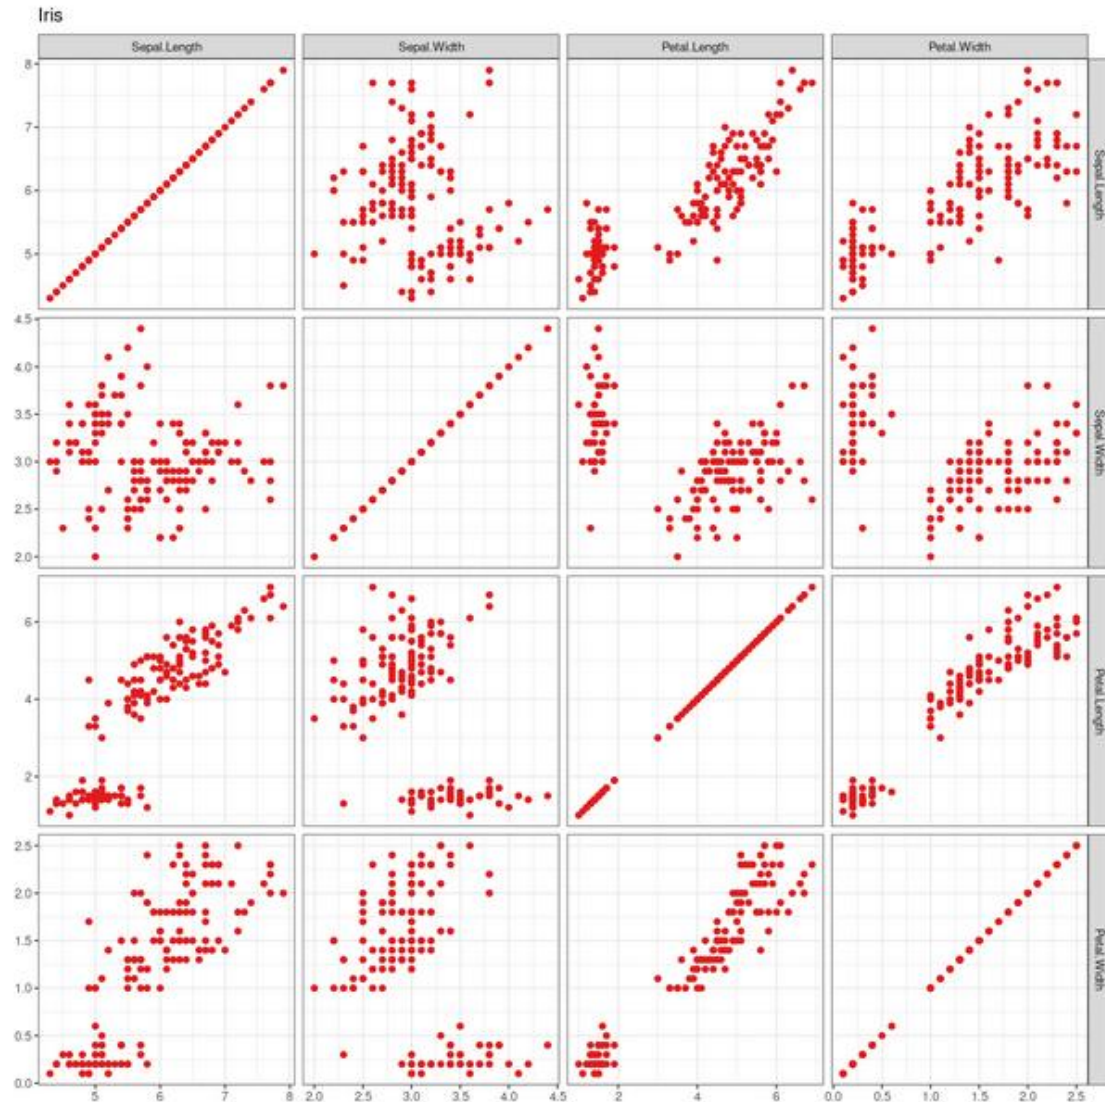 Iris
Sepal.Length Sepal.Width Petal.Length Petal.Width
8
7
6
5
Sepal.Length
4.5
4.0
3.5
3.0
2.5
2.0
Sepal.Width
6
4
2
Petal.Length
2.5
2.0
1.5
1.0
0.5
0.0
Petal.Width
5 6 7 8 2.0 2.5 3.0 3.5 4.0 4.5 2 4 6 0.0 0.5 1.0 1.5 2.0 2.5